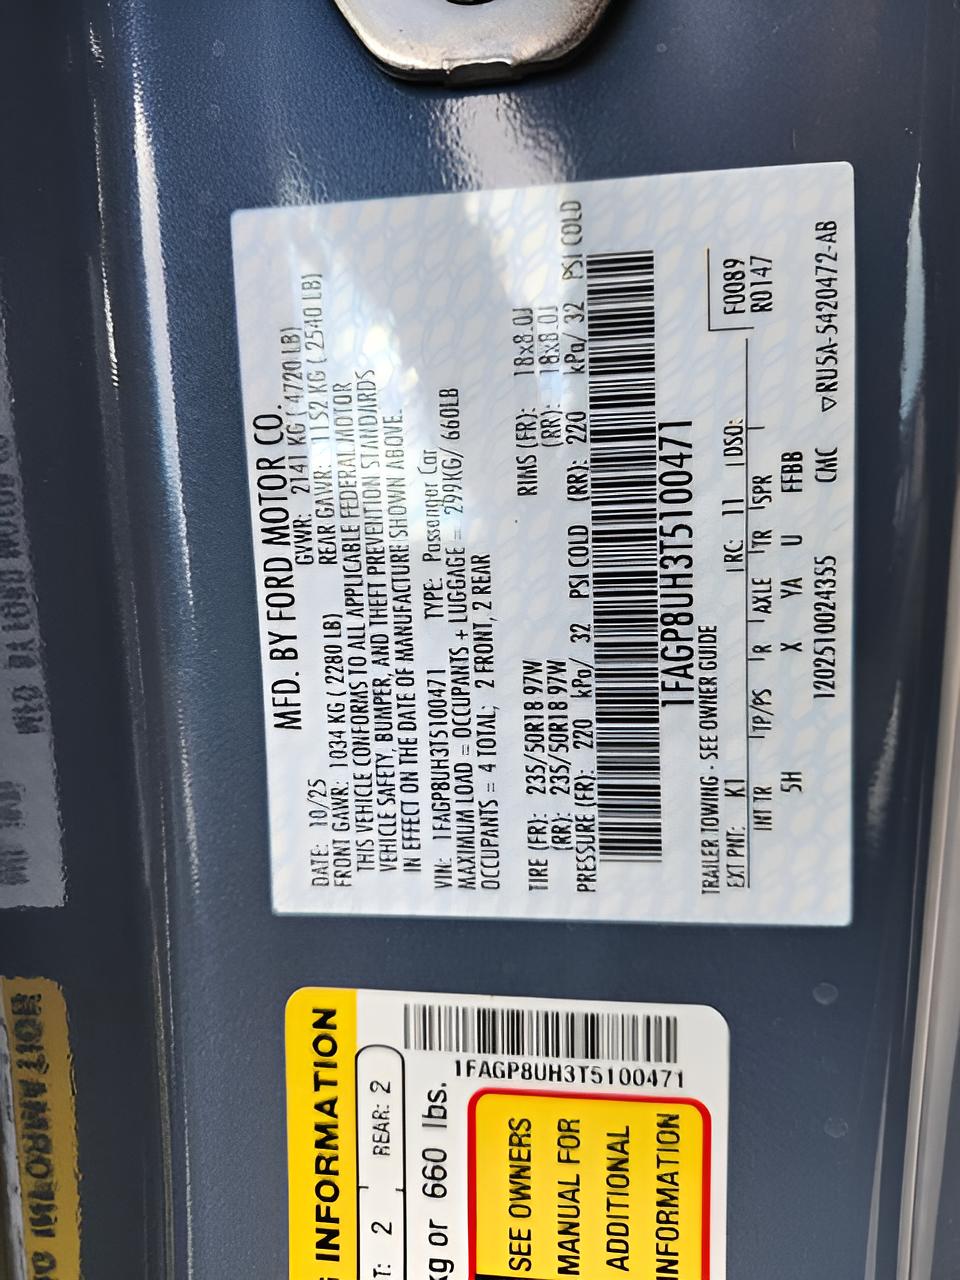 MFD. BY FORD MOTOR CO.
DATE: 10/25 GVWR: 2141 KG ( 4720 LB)
FRONT GAWR: 1034 KG ( 2280 LB) REAR GAWR: 1152 KG ( 2540 LB)
THIS VEHICLE CONFORMS TO ALL APPLICABLE FEDERAL MOTOR
VEHICLE SAFETY, BUMPER, AND THEFT PREVENTION STANDARDS
IN EFFECT ON THE DATE OF MANUFACTURE SHOWN ABOVE.
VIN: 1FAGP8UH3T5100471 TYPE: Passenger Car
MAXIMUM LOAD = OCCUPANTS + LUGGAGE = 299KG/ 660LB
OCCUPANTS = 4 TOTAL; 2 FRONT, 2 REAR
TIRE (FR): 235/50R18 97W RIMS (FR): 18x8.0J
(RR): 235/50R18 97W (RR): 18x8.0J
PRESSURE (FR): 220 kPa/ 32 PSI COLD (RR): 220 kPa/ 32 PSI COLD
1FAGP8UH3T5100471
TRAILER TOWING - SEE OWNER GUIDE
EXT PNT: K1 RC: 11 DSO: F0089
R0147
INT TR TP/PS R AXLE TR SPR
5H X YA U FFBB
1202510024355 CMC ▽RU5A-5420472-AB
INFORMATION
T: 2 REAR: 2
kg or 660 lbs.
1FAGP8UH3T5100471
SEE OWNERS
MANUAL FOR
ADDITIONAL
INFORMATION